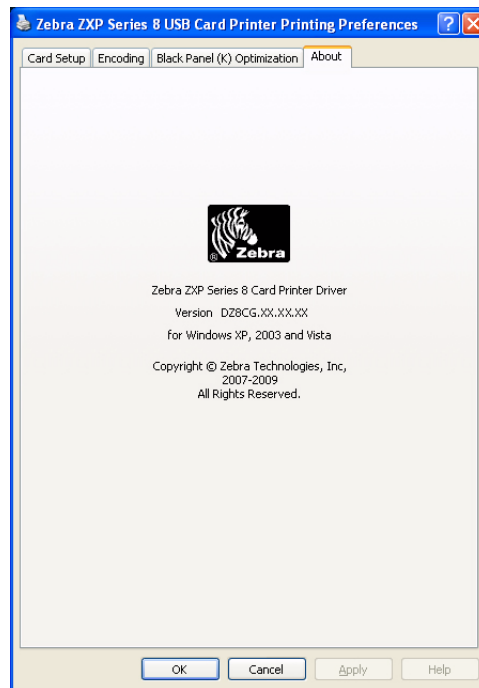 Zebra ZXP Series 8 USB Card Printer Printing Preferences
Card Setup Encoding Black Panel (K) Optimization About
® Zebra
Zebra ZXP Series 8 Card Printer Driver
Version DZ8CG.XX.XX.XX
for Windows XP, 2003 and Vista
Copyright © Zebra Technologies, Inc,
2007-2009
All Rights Reserved.
OK Cancel Apply Help